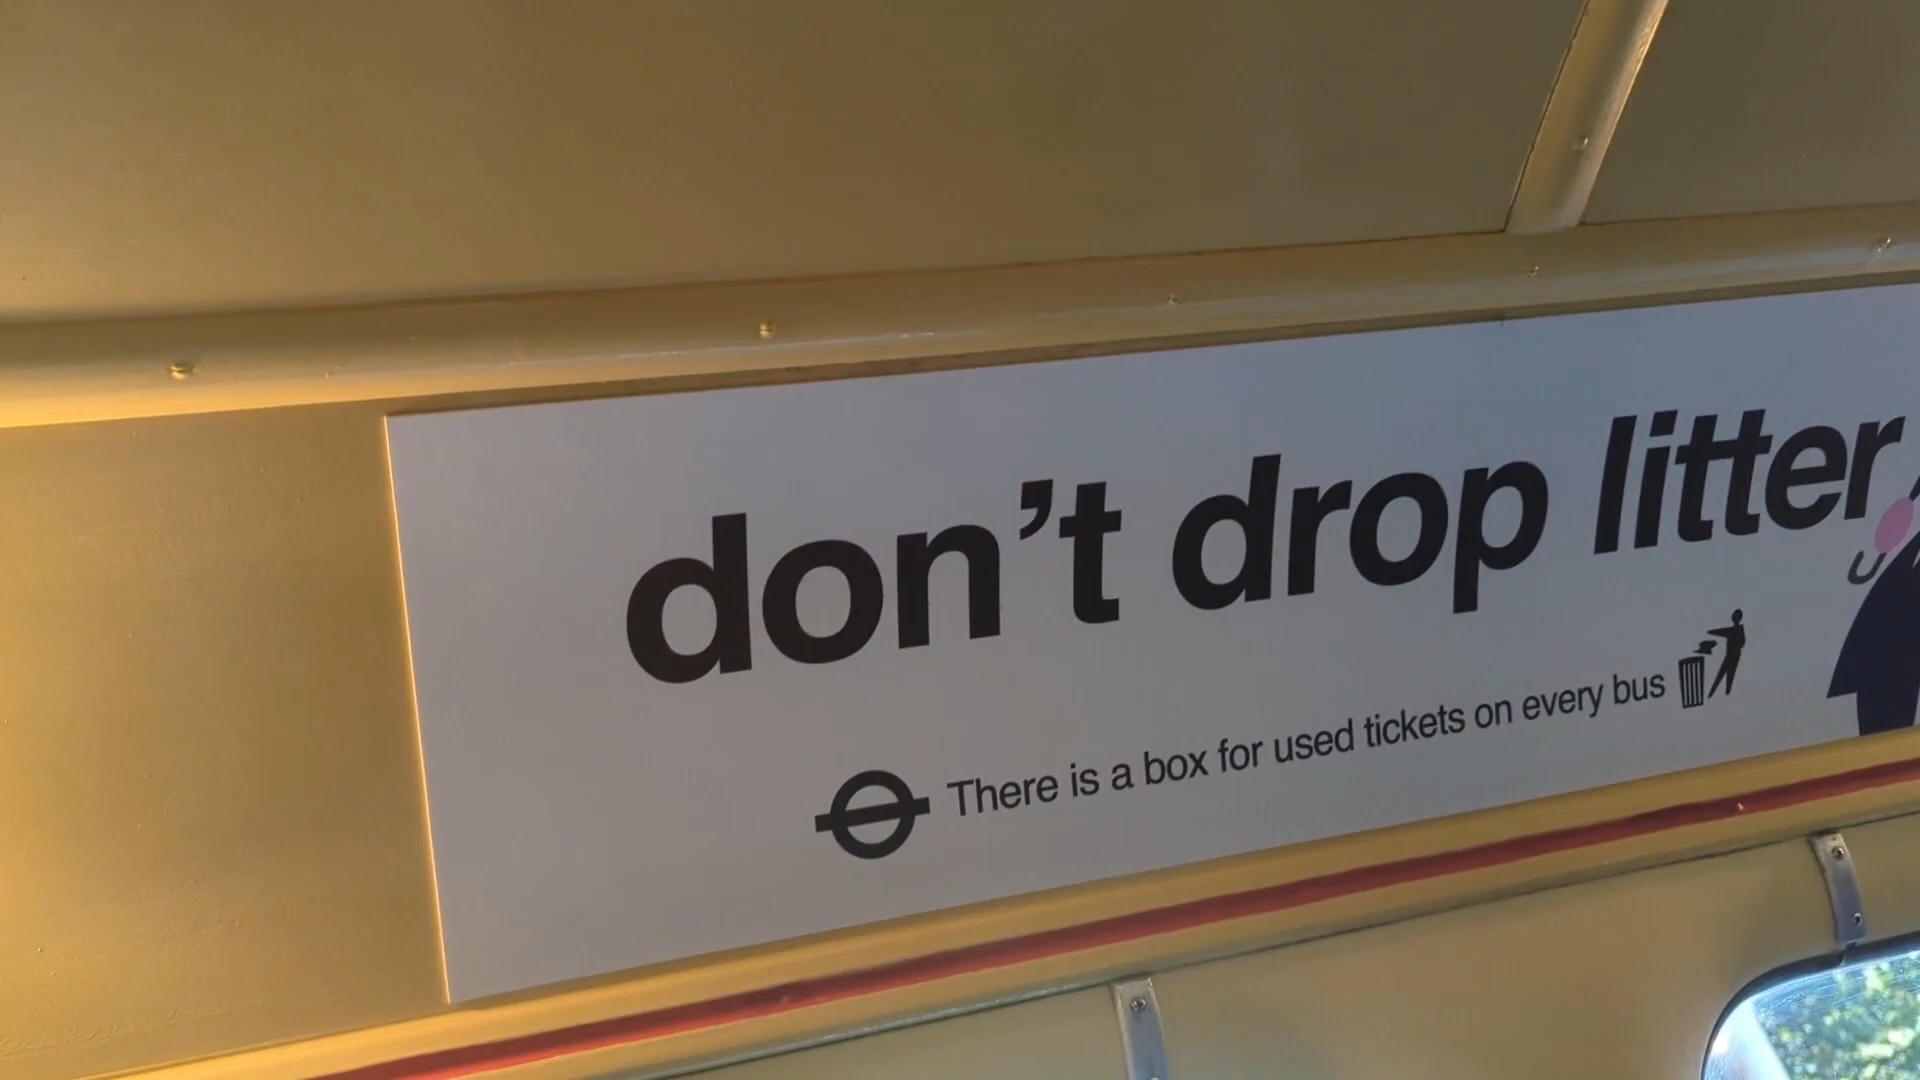 don't drop litter
There is a box for used tickets on every bus